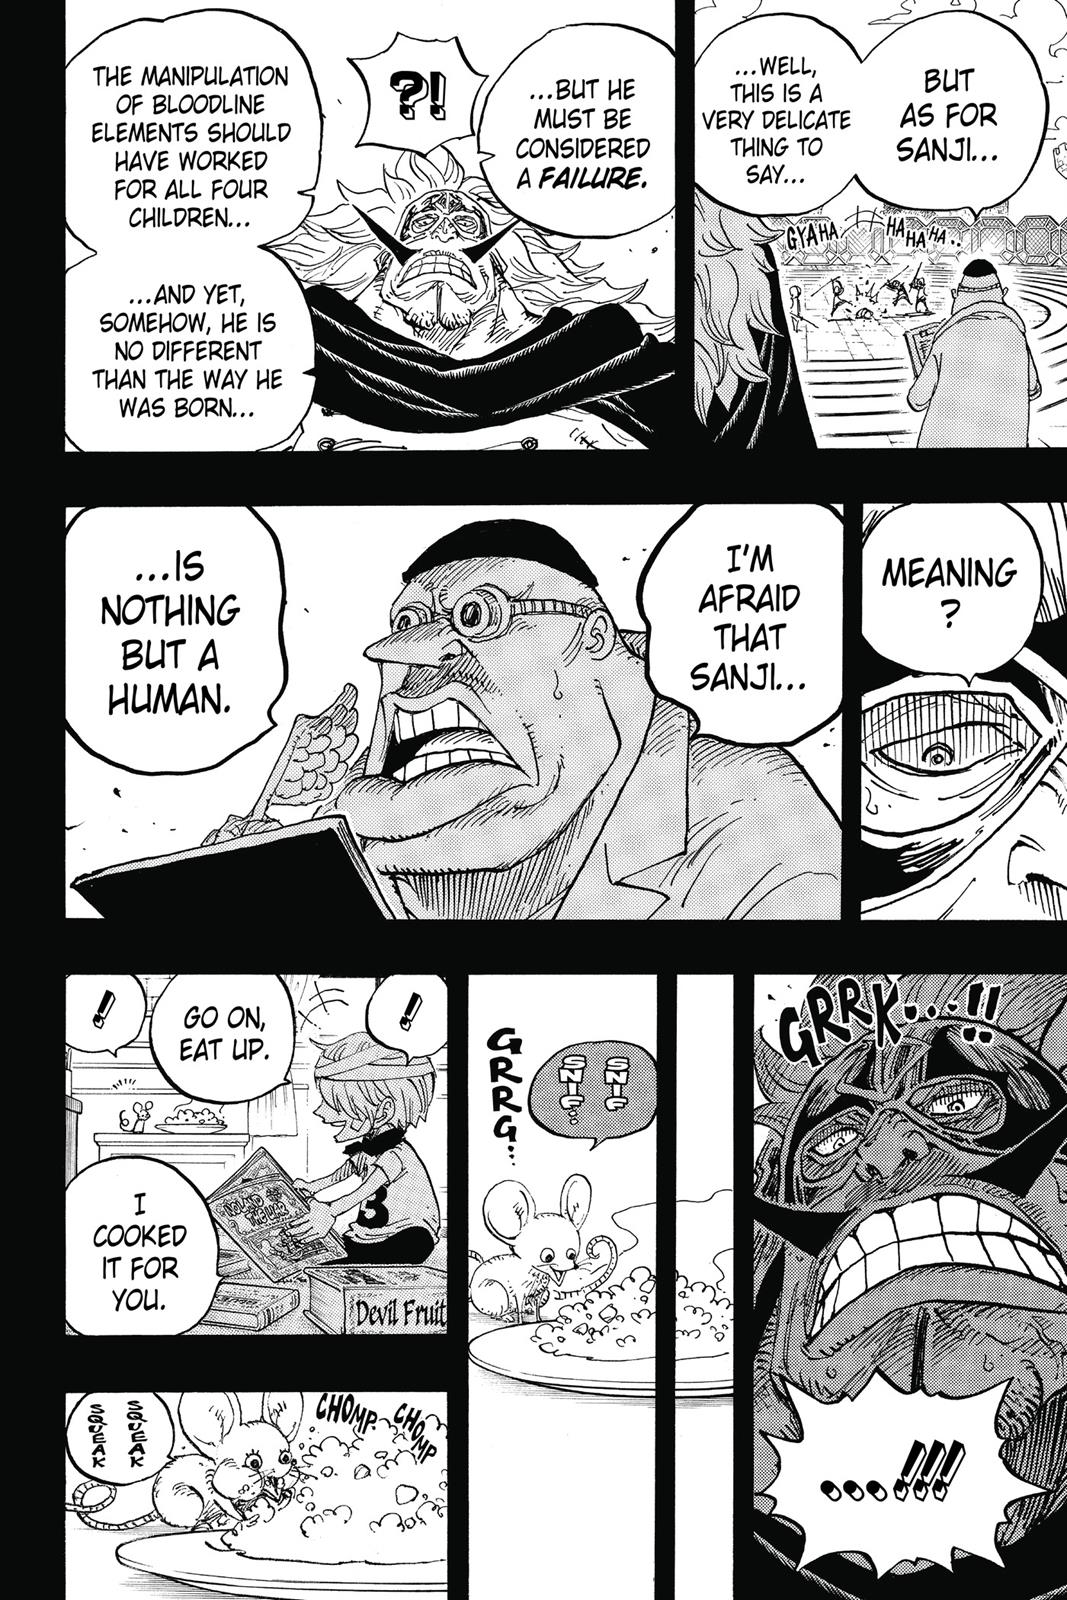 BUT
AS FOR
SANJI...
...WELL,
THIS IS A
VERY DELICATE
THING TO
SAY...
GYAHA
HA
HA HA..
...BUT HE
MUST BE
CONSIDERED
A FAILURE.
?!
THE MANIPULATION
OF BLOODLINE
ELEMENTS SHOULD
HAVE WORKED
FOR ALL FOUR
CHILDREN...
...AND YET,
SOMEHOW, HE IS
NO DIFFERENT
THAN THE WAY HE
WAS BORN...
MEANING
?
I'M
AFRAID
THAT
SANJI...
...IS
NOTHING
BUT A
HUMAN.
GRRK...!!
...!!!
SNIF
SNIF
GRRG...
!
GO ON,
EAT UP.
!
I
COOKED
IT FOR
YOU.
3
Devil Fruit
CHOMP
CHOMP
SQUEAK
SQUEAK